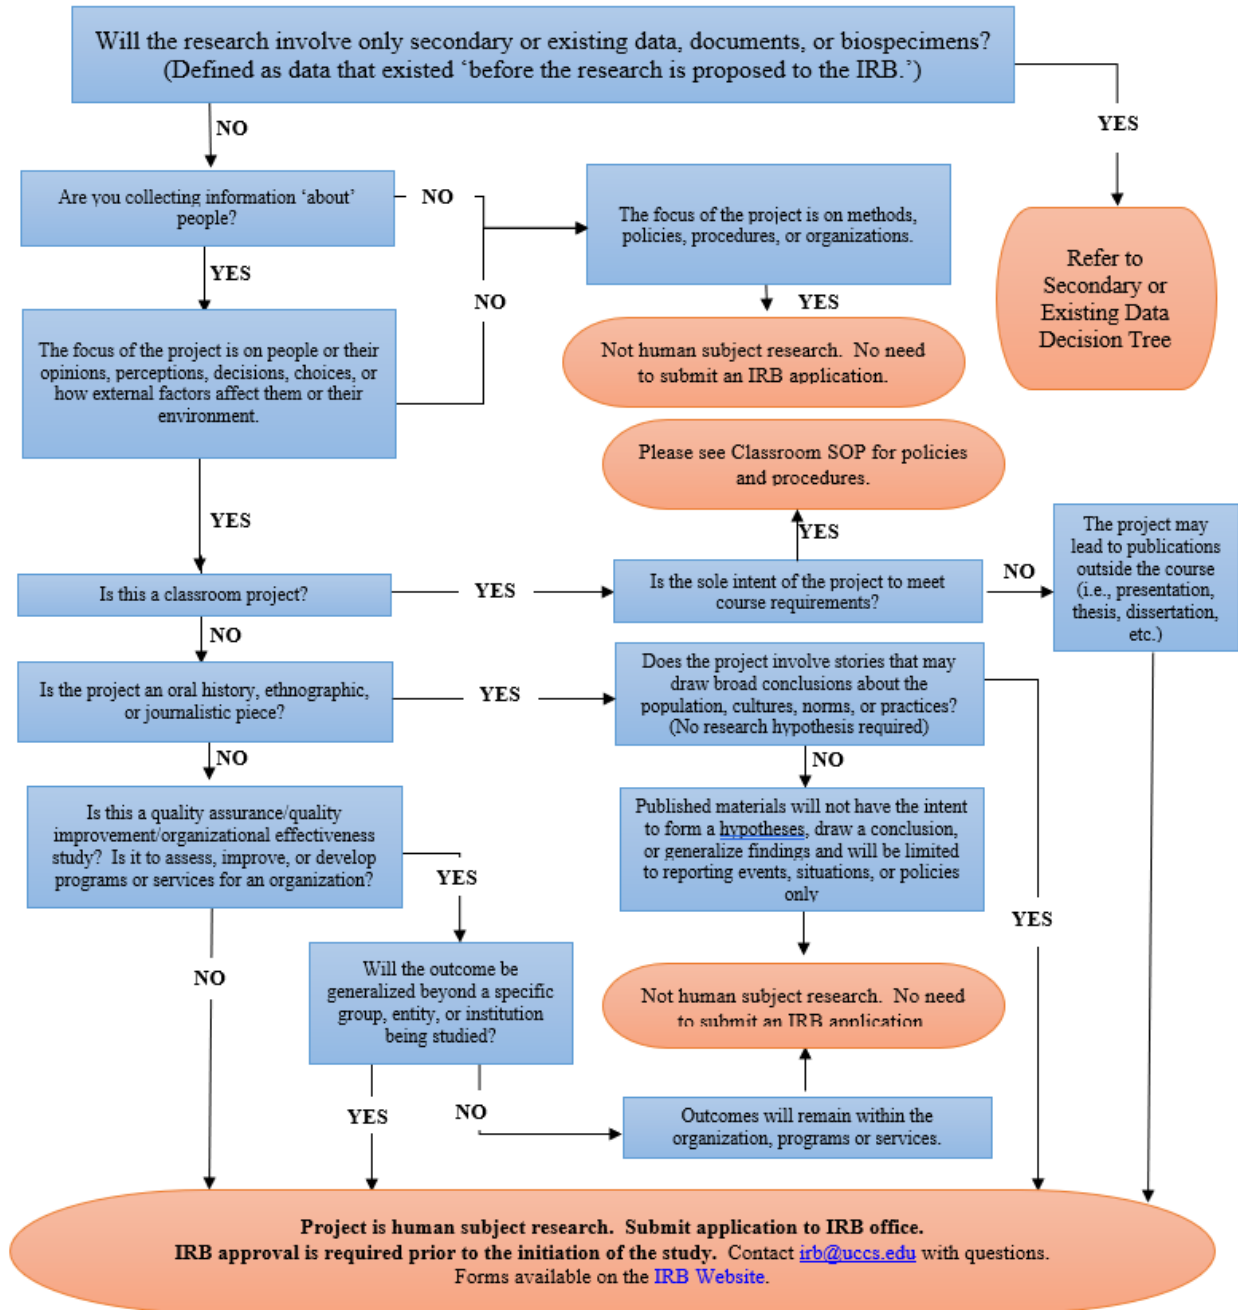 Will the research involve only secondary or existing data, documents, or biospecimens?
(Defined as data that existed ‘before the research is proposed to the IRB.’)
NO
YES
Are you collecting information ‘about’
people?
NO
The focus of the project is on methods,
policies, procedures, or organizations.
Refer to
Secondary or
Existing Data
Decision Tree
YES
NO
YES
The focus of the project is on people or their
opinions, perceptions, decisions, choices, or
how external factors affect them or their
environment.
Not human subject research. No need
to submit an IRB application.
Please see Classroom SOP for policies
and procedures.
YES
YES
The project may
lead to publications
outside the course
(i.e., presentation,
thesis, dissertation,
etc.)
Is this a classroom project?
YES
Is the sole intent of the project to meet
course requirements?
NO
NO
Is the project an oral history, ethnographic,
or journalistic piece?
YES
Does the project involve stories that may
draw broad conclusions about the
population, cultures, norms, or practices?
(No research hypothesis required)
NO
NO
Is this a quality assurance/quality
improvement/organizational effectiveness
study? Is it to assess, improve, or develop
programs or services for an organization?
YES
Published materials will not have the intent
to form a hypotheses, draw a conclusion,
or generalize findings and will be limited
to reporting events, situations, or policies
only
YES
NO
Will the outcome be
generalized beyond a specific
group, entity, or institution
being studied?
Not human subject research. No need
to submit an IRB application
YES
NO
Outcomes will remain within the
organization, programs or services.
Project is human subject research. Submit application to IRB office.
IRB approval is required prior to the initiation of the study. Contact irb@uccs.edu with questions.
Forms available on the IRB Website.